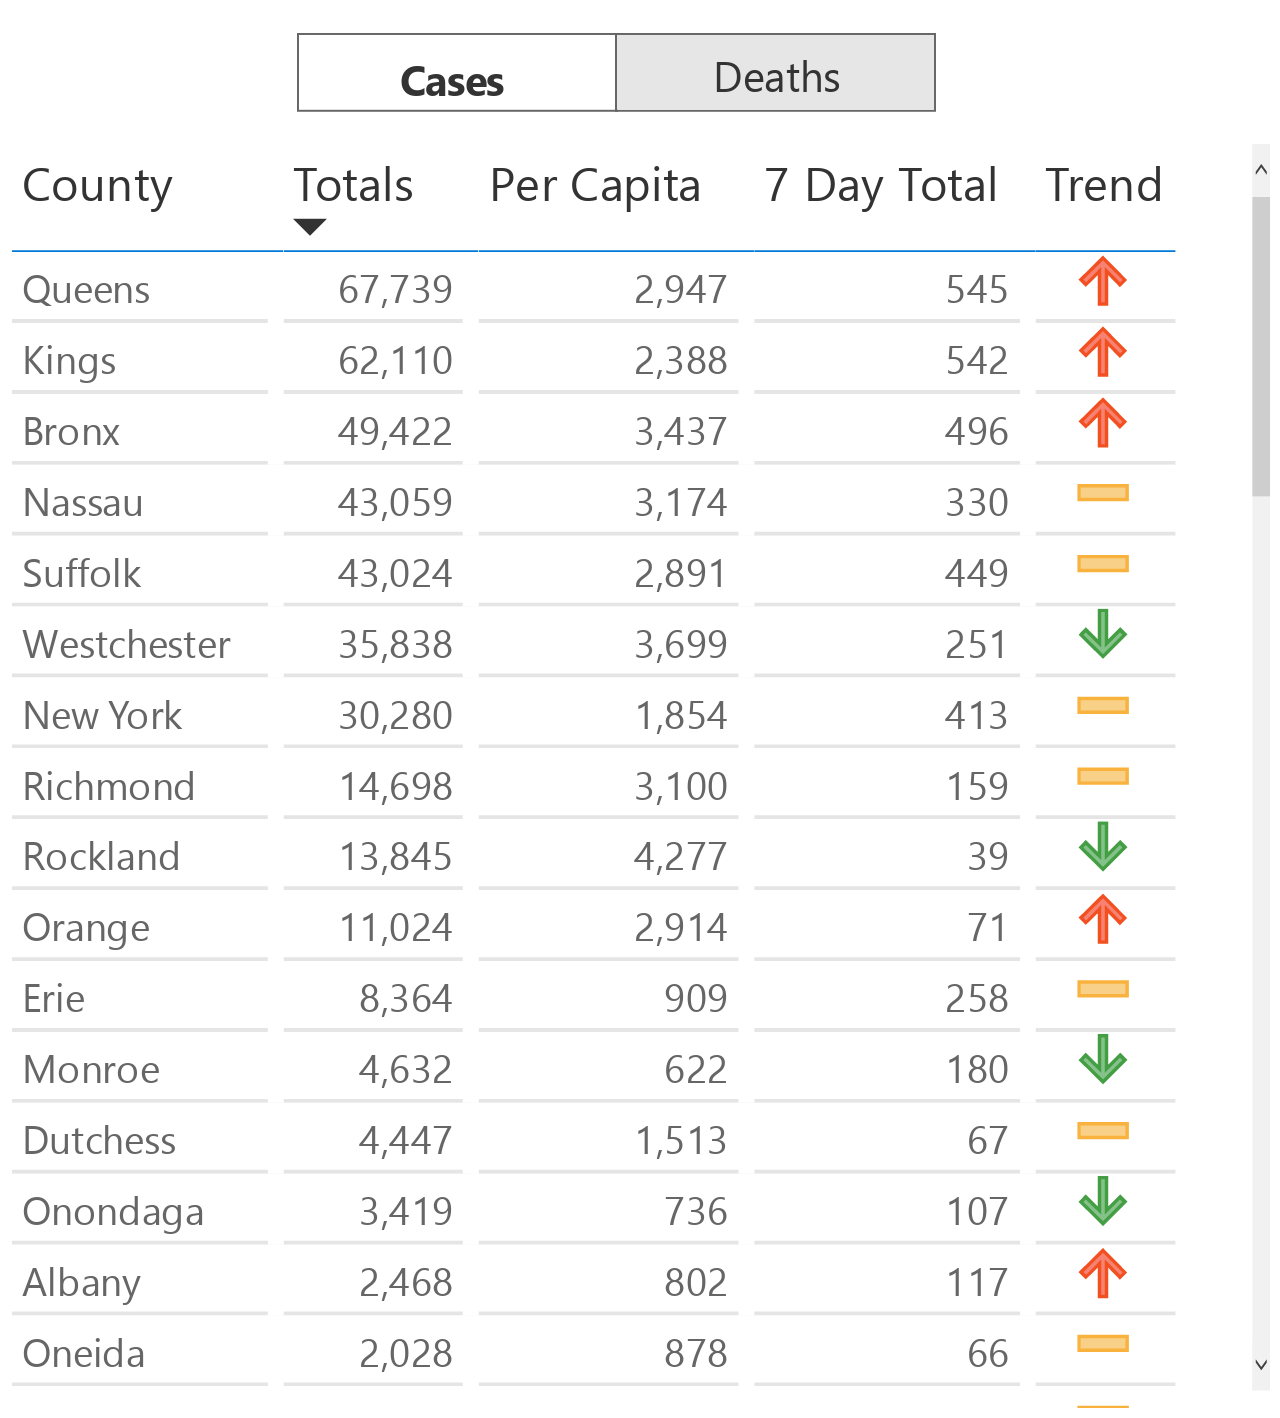 Cases Deaths
County Totals Per Capita 7 Day Total Trend
Queens 67,739 2,947 545
Kings 62,110 2,388 542
Bronx 49,422 3,437 496
Nassau 43,059 3,174 330
Suffolk 43,024 2,891 449
Westchester 35,838 3,699 251
New York 30,280 1,854 413
Richmond 14,698 3,100 159
Rockland 13,845 4,277 39
Orange 11,024 2,914 71
Erie 8,364 909 258
Monroe 4,632 622 180
Dutchess 4,447 1,513 67
Onondaga 3,419 736 107
Albany 2,468 802 117
Oneida 2,028 878 66